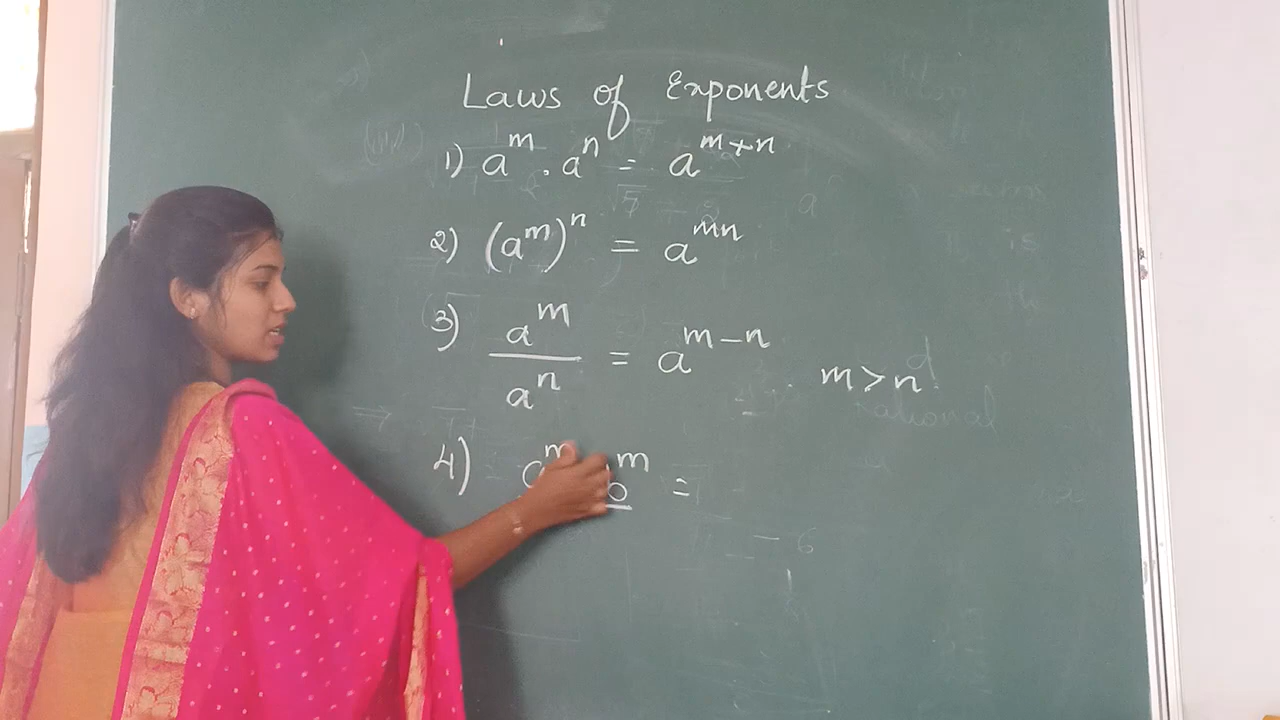 Laws of Exponents
1) a^m . a^n = a^{m+n}
2) (a^m)^n = a^{mn}
3) a^m / a^n = a^{m-n} m > n
4) a^m b^m =